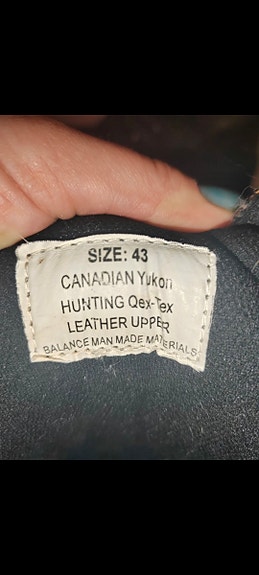 SIZE: 43
CANADIAN Yukon
HUNTING Qex-Tex
LEATHER UPPER
BALANCE MAN MADE MATERIALS